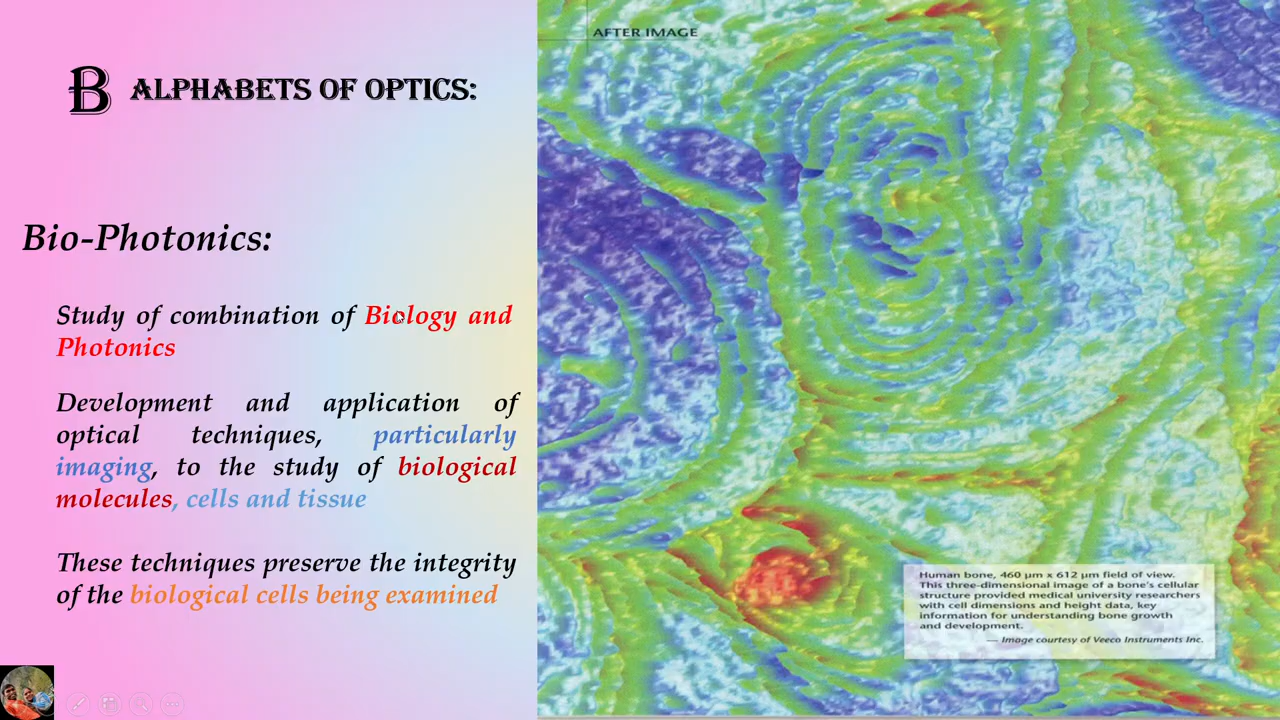 B ALPHABETS OF OPTICS:
Bio-Photonics:
Study of combination of Biology and
Photonics
Development and application of
optical techniques, particularly
imaging, to the study of biological
molecules, cells and tissue
These techniques preserve the integrity
of the biological cells being examined
AFTER IMAGE
Human bone, 460 µm x 612 µm field of view.
This three-dimensional image of a bone's cellular
structure provided medical university researchers
with cell dimensions and height data, key
information for understanding bone growth
and development.
— Image courtesy of Veeco Instruments Inc.